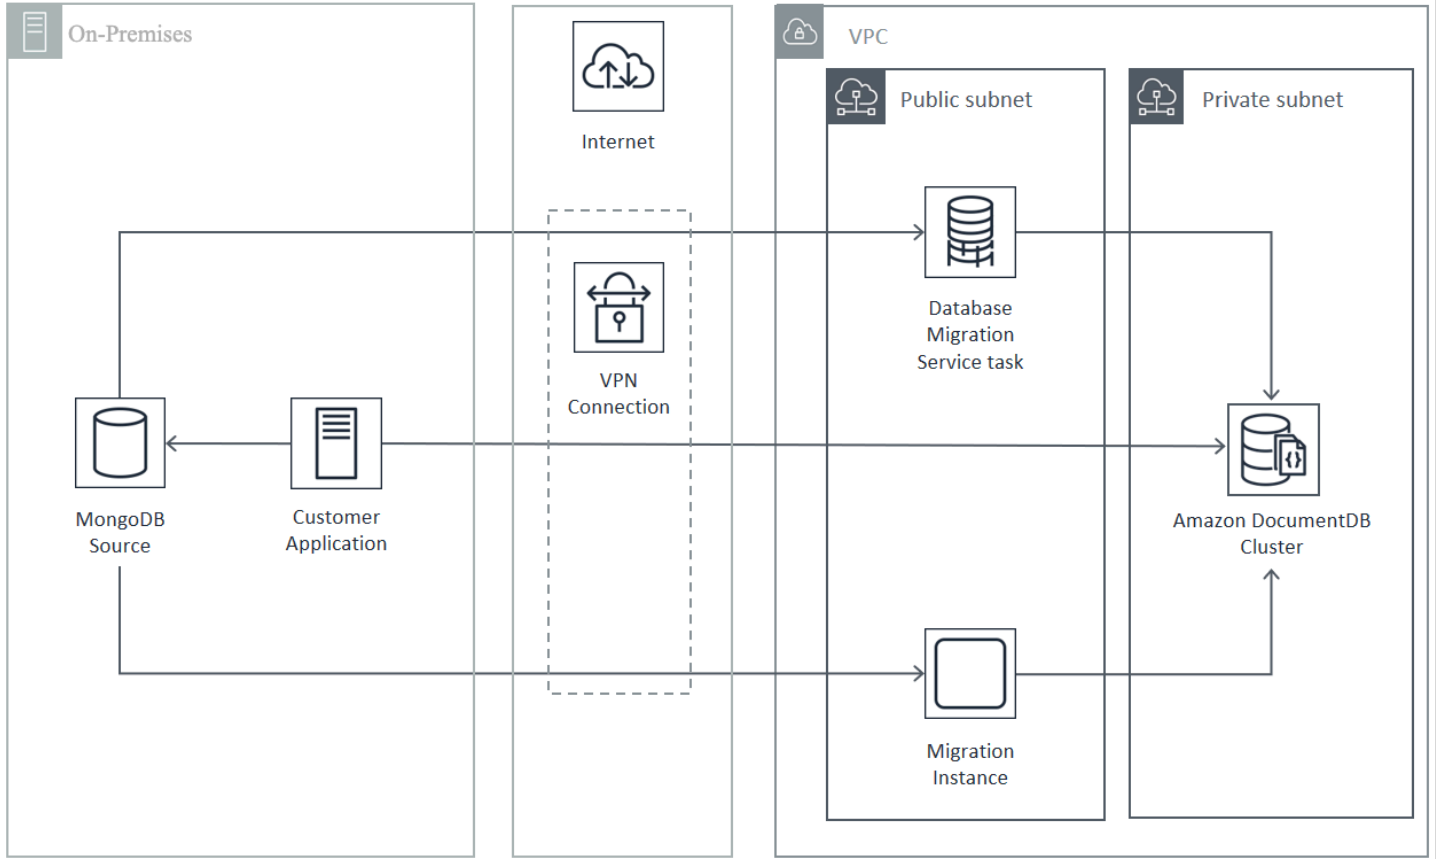 On-Premises
Internet
VPN
Connection
MongoDB
Source
Customer
Application
VPC
Public subnet
Private subnet
Database
Migration
Service task
{}
Amazon DocumentDB
Cluster
Migration
Instance